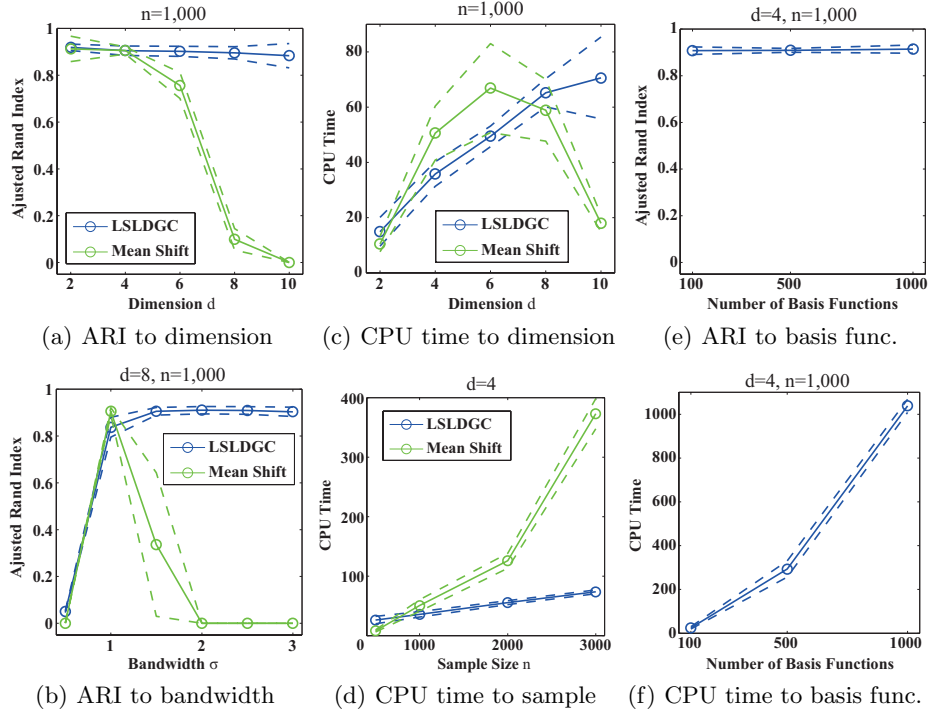 n=1,000
Ajusted Rand Index
1
0.8
0.6
0.4
0.2
0
LSLDGC
Mean Shift
2 4 6 8 10
Dimension d
(a) ARI to dimension
n=1,000
CPU Time
100
80
60
40
20
0
LSLDGC
Mean Shift
2 4 6 8 10
Dimension d
(c) CPU time to dimension
d=4, n=1,000
Ajusted Rand Index
1
0.8
0.6
0.4
0.2
0
100 500 1000
Number of Basis Functions
(e) ARI to basis func.
d=8, n=1,000
Ajusted Rand Index
1
0.8
0.6
0.4
0.2
0
LSLDGC
Mean Shift
1 2 3
Bandwidth σ
(b) ARI to bandwidth
d=4
CPU Time
400
300
200
100
0
LSLDGC
Mean Shift
1000 2000 3000
Sample Size n
(d) CPU time to sample
d=4, n=1,000
CPU Time
1000
800
600
400
200
0
100 500 1000
Number of Basis Functions
(f) CPU time to basis func.